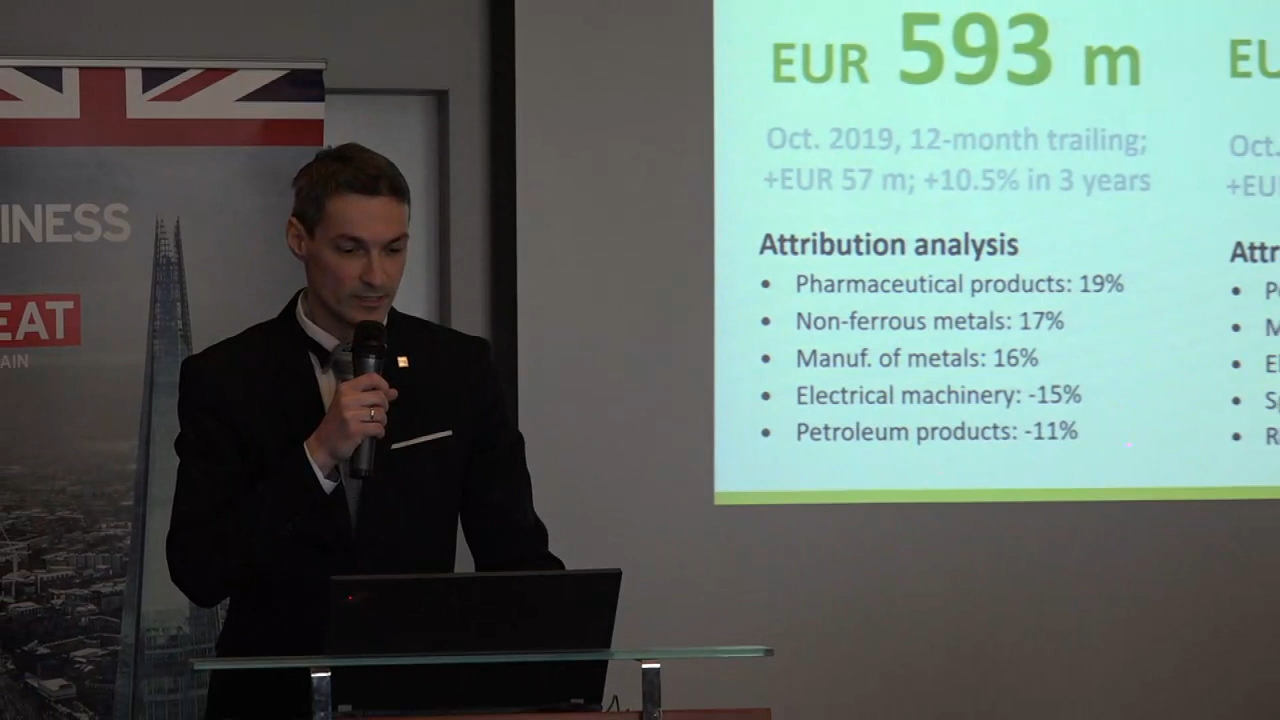 INESS
EAT
AIN
EUR 593 m
Oct. 2019, 12-month trailing;
+EUR 57 m; +10.5% in 3 years
Attribution analysis
• Pharmaceutical products: 19%
• Non-ferrous metals: 17%
• Manuf. of metals: 16%
• Electrical machinery: -15%
• Petroleum products: -11%
EU
Oct.
+EU
Attr
• P
• M
• El
• S
• R